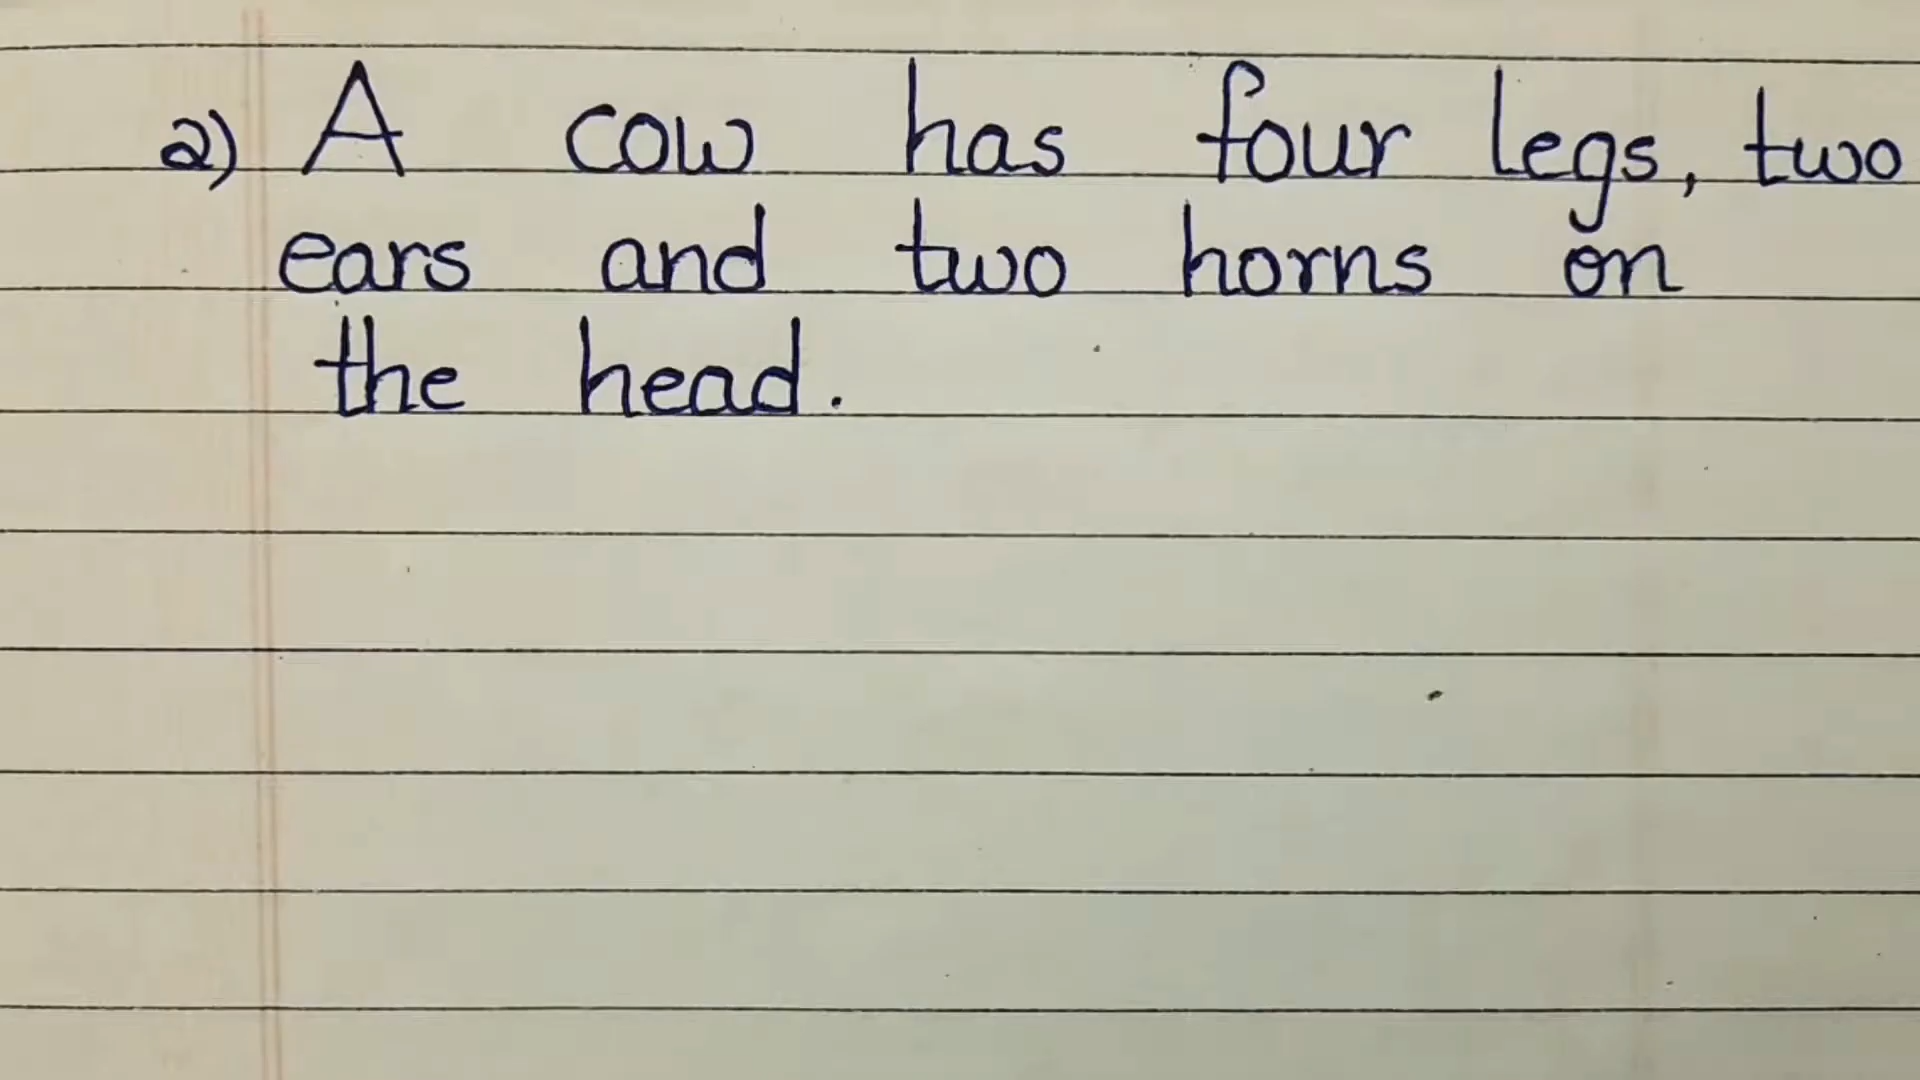 2) A cow has four legs, two
ears and two horns on
the head.